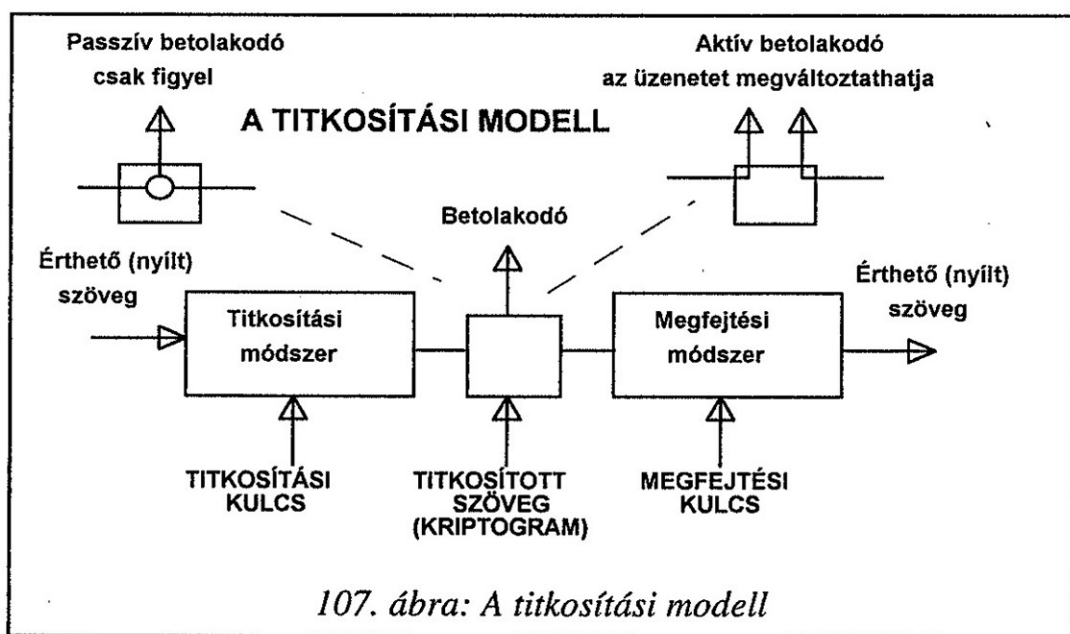 Passzív betolakodó
csak figyel
Aktív betolakodó
az üzenetet megváltoztathatja
A TITKOSÍTÁSI MODELL
Betolakodó
Érthető (nyílt)
szöveg
Érthető (nyílt)
szöveg
Titkosítási
módszer
Megfejtési
módszer
TITKOSÍTÁSI
KULCS
TITKOSÍTOTT
SZÖVEG
(KRIPTOGRAM)
MEGFEJTÉSI
KULCS
107. ábra: A titkosítási modell